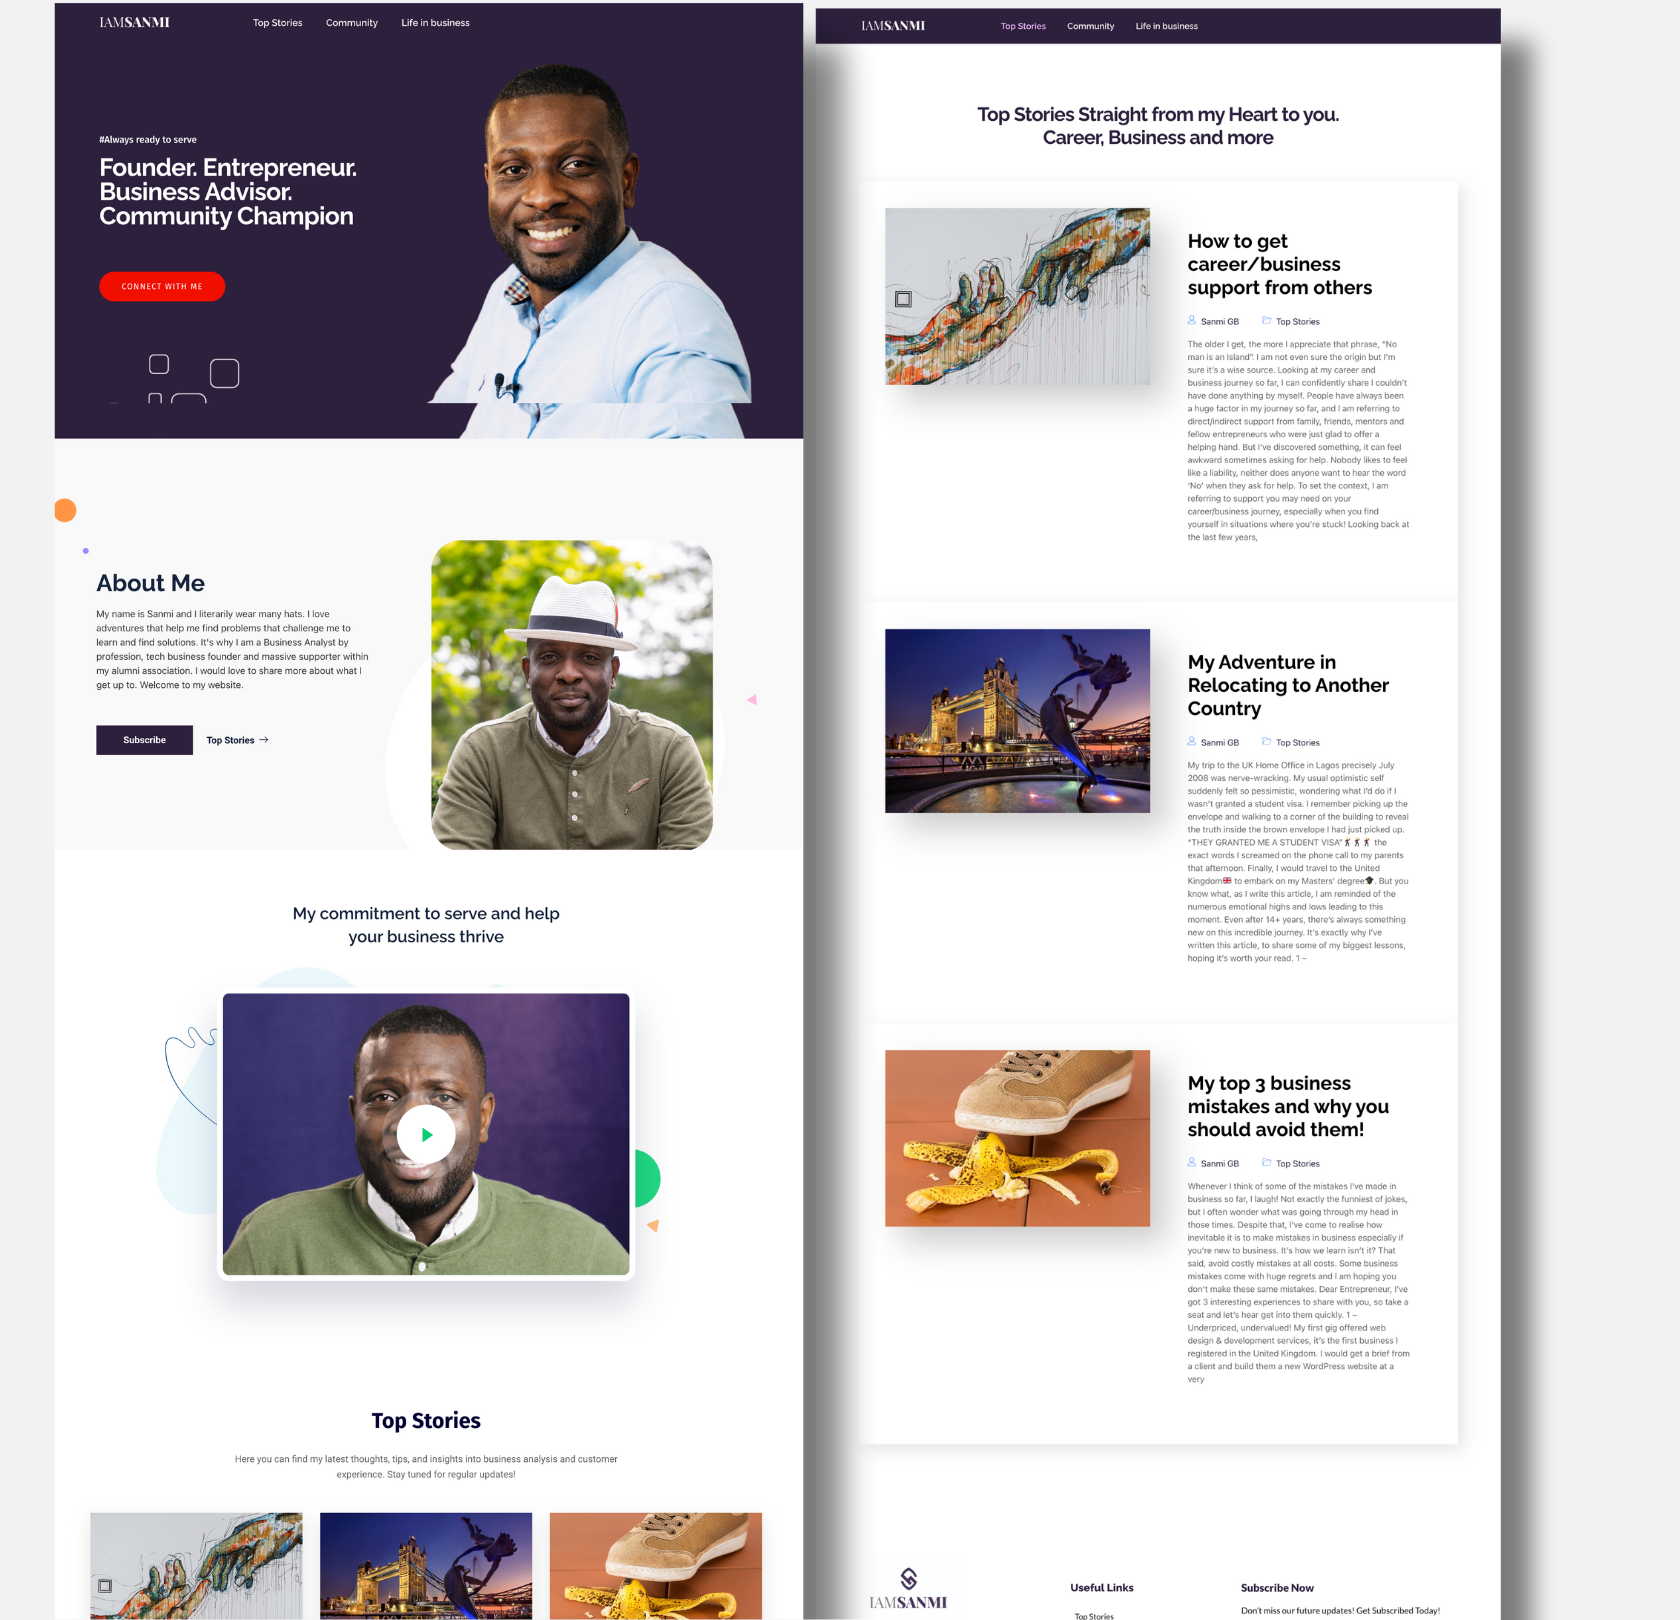 IAMSANMI
Top Stories
Community
Life in business
#Always ready to serve
Founder. Entrepreneur.
Business Advisor.
Community Champion
CONNECT WITH ME
About Me
My name is Sanmi and I literarily wear many hats. I love
adventures that help me find problems that challenge me to
learn and find solutions. It's why I am a Business Analyst by
profession, tech business founder and massive supporter within
my alumni association. I would love to share more about what I
get up to. Welcome to my website.
Subscribe
Top Stories →
My commitment to serve and help
your business thrive
Top Stories
Here you can find my latest thoughts, tips, and insights into business analysis and customer
experience. Stay tuned for regular updates!
IAMSANMI
Top Stories
Community
Life in business
Top Stories Straight from my Heart to you.
Career, Business and more
How to get
career/business
support from others
Sanmi GB
Top Stories
The older I get, the more I appreciate that phrase, "No
man is an Island". I am not even sure the origin but I'm
sure it's a wise source. Looking at my career and
business journey so far, I can confidently share I couldn't
have done anything by myself. People have always been
a huge factor in my journey so far, and I am referring to
direct/indirect support from family, friends, mentors and
fellow entrepreneurs who were just glad to offer a
helping hand. But I've discovered something, it can feel
awkward sometimes asking for help. Nobody likes to feel
like a liability, neither does anyone want to hear the word
'No' when they ask for help. To set the context, I am
referring to support you may need on your
career/business journey, especially when you find
yourself in situations where you're stuck! Looking back at
the last few years,
My Adventure in
Relocating to Another
Country
Sanmi GB
Top Stories
My trip to the UK Home Office in Lagos precisely July
2008 was nerve-wracking. My usual optimistic self
suddenly felt so pessimistic, wondering what I'd do if I
wasn't granted a student visa. I remember picking up the
envelope and walking to a corner of the building to reveal
the truth inside the brown envelope I had just picked up.
"THEY GRANTED ME A STUDENT VISA" the
exact words I screamed on the phone call to my parents
that afternoon. Finally, I would travel to the United
Kingdom🇬🇧 to embark on my Masters' degree. But you
know what, as I write this article, I am reminded of the
numerous emotional highs and lows leading to this
moment. Even after 14+ years, there's always something
new on this incredible journey. It's exactly why I've
written this article, to share some of my biggest lessons,
hoping it's worth your read. 1 –
My top 3 business
mistakes and why you
should avoid them!
Sanmi GB
Top Stories
Whenever I think of some of the mistakes I've made in
business so far, I laugh! Not exactly the funniest of jokes,
but I often wonder what was going through my head in
those times. Despite that, I've come to realise how
inevitable it is to make mistakes in business especially if
you're new to business. It's how we learn isn't it? That
said, avoid costly mistakes at all costs. Some business
mistakes come with huge regrets and I am hoping you
don't make these same mistakes. Dear Entrepreneur, I've
got 3 interesting experiences to share with you, so take a
seat and let's hear get into them quickly. 1 –
Underpriced, undervalued! My first gig offered web
design & development services, it's the first business I
registered in the United Kingdom. I would get a brief from
a client and build them a new WordPress website at a
very
IAMSANMI
Useful Links
Top Stories
Subscribe Now
Don't miss our future updates! Get Subscribed Today!